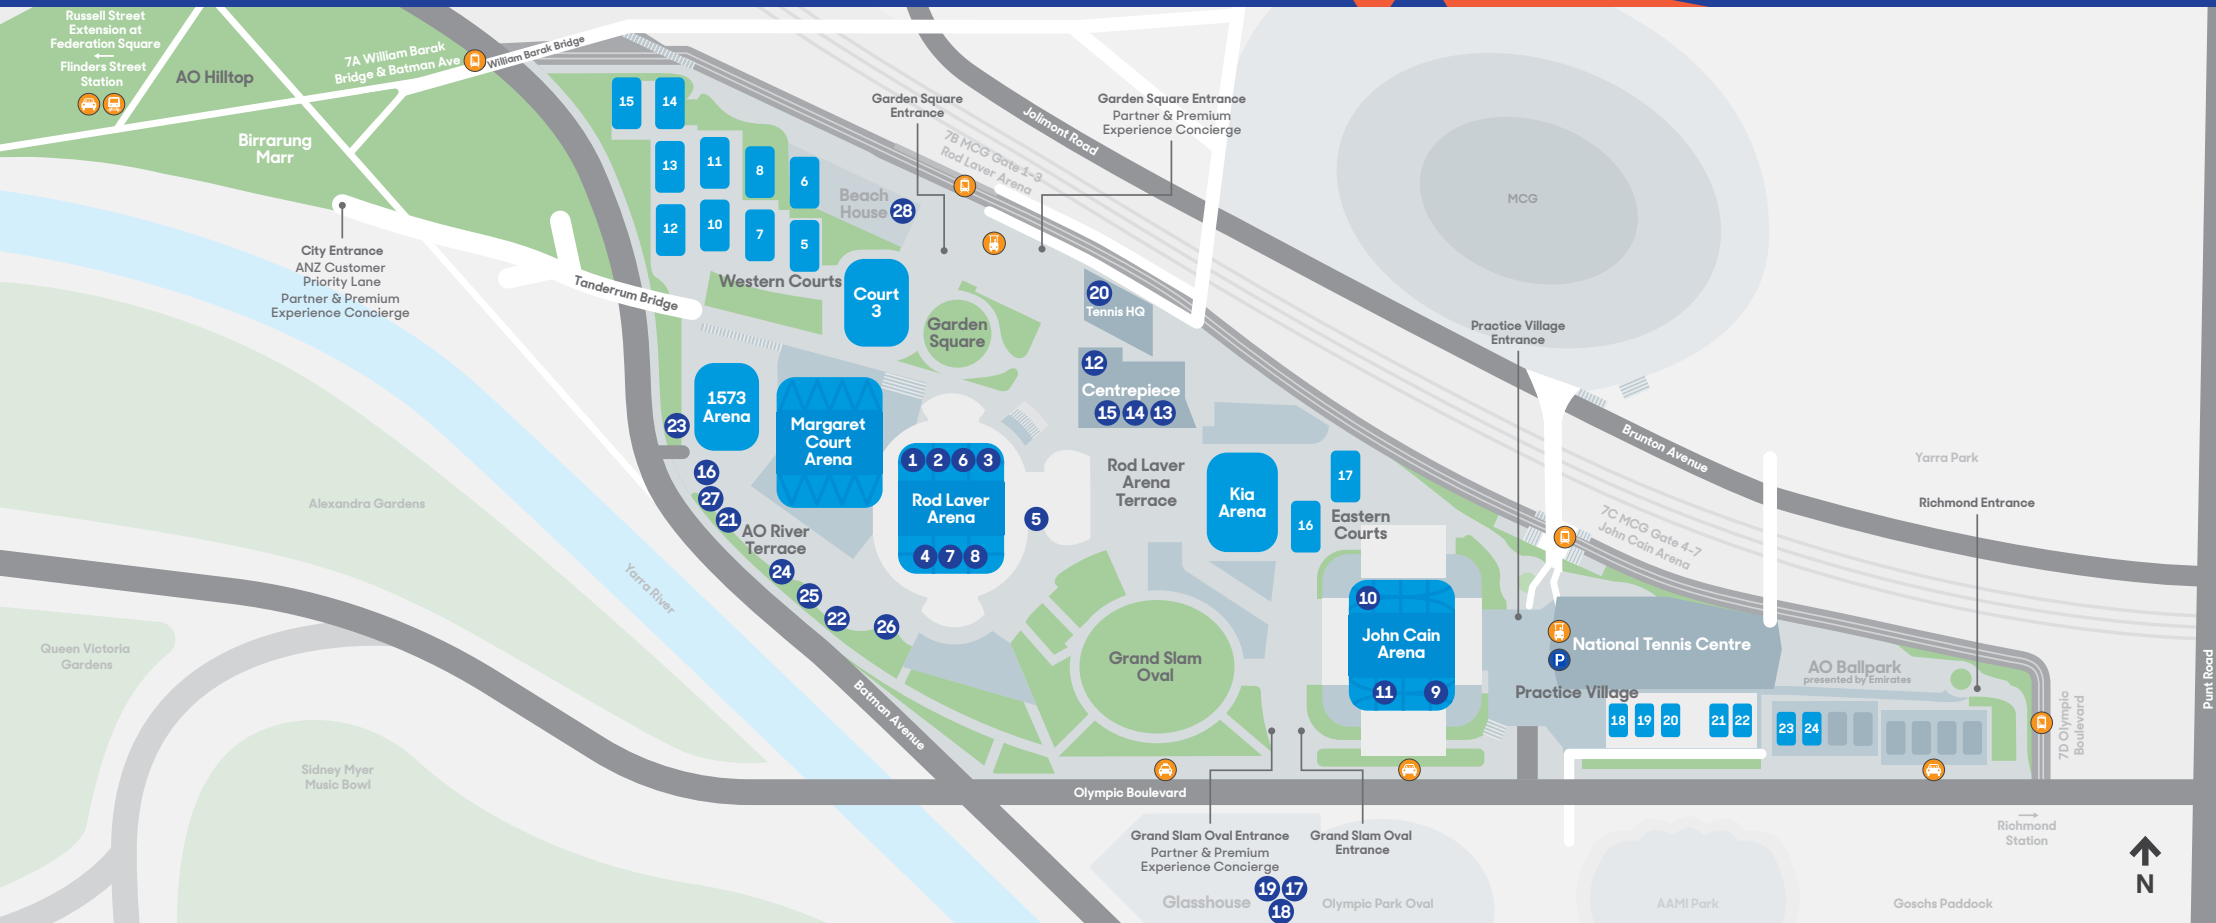 Russell Street
Extension at
Federation Square
Flinders Street
Station
AO Hilltop
7A William Barak
Bridge & Batman Ave
William Barak Bridge
Birrarung
Marr
City Entrance
ANZ Customer
Priority Lane
Partner & Premium
Experience Concierge
Tanderrum Bridge
15
14
13
11
8
6
12
10
7
5
Western Courts
Beach
House
28
Garden Square
Entrance
Garden Square Entrance
Partner & Premium
Experience Concierge
7B MCG Gate 1-3
Rod Laver Arena
Jolimont Road
MCG
Court
3
Garden
Square
20
Tennis HQ
12
Centrepiece
15
14
13
Practice Village
Entrance
Brunton Avenue
Yarra Park
Richmond Entrance
1573
Arena
23
Margaret
Court
Arena
1
2
6
3
Rod Laver
Arena
4
7
8
5
Rod Laver
Arena
Terrace
Kia
Arena
17
16
Eastern
Courts
7C MCG Gate 4-7
John Cain Arena
16
27
21
AO River
Terrace
24
25
22
26
Alexandra Gardens
Yarra River
Queen Victoria
Gardens
Sidney Myer
Music Bowl
Batman Avenue
Grand Slam
Oval
10
John Cain
Arena
11
9
National Tennis Centre
P
Practice Village
18
19
20
21
22
23
24
AO Ballpark
presented by Emirates
7D Olympic
Boulevard
Punt Road
Olympic Boulevard
Grand Slam Oval Entrance
Partner & Premium
Experience Concierge
Grand Slam Oval
Entrance
Glasshouse
19
17
18
Olympic Park Oval
AAMI Park
Goschs Paddock
Richmond
Station
N